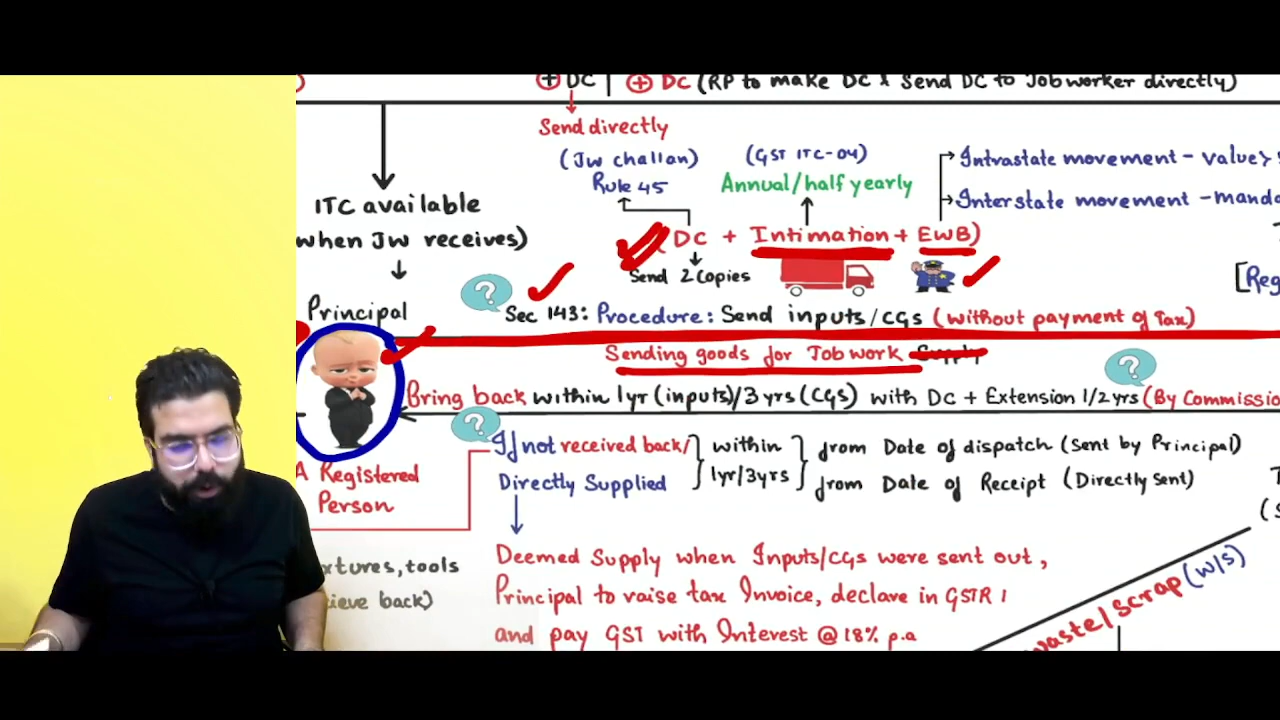 + DC | + DC (RP to make DC & Send DC to Job worker directly)
Send directly
(JW challan)
Rule 45
(GST ITC-04)
Annual/half yearly
Intrastate movement - value>
Interstate movement - manda
ITC available
when JW receives)
(DC + Intimation + EWB)
Send 2 Copies
Principal
Sec 143: Procedure: Send inputs/CGs (without payment of Tax)
[Reg
Sending goods for Job work Supply
Bring back within 1yr (inputs)/3 yrs (CGs) with DC + Extension 1/2 yrs (By Commissio
If not received back/ } within } from Date of dispatch (Sent by Principal)
Directly Supplied } 1yr/3yrs } from Date of Receipt (Directly sent)
A Registered
Person
Deemed Supply when Inputs/CGs were sent out,
Principal to raise tax Invoice, declare in GSTR 1
and pay GST with Interest @ 18% p.a
xtures, tools
ieve back)
waste/Scrap (W/S)